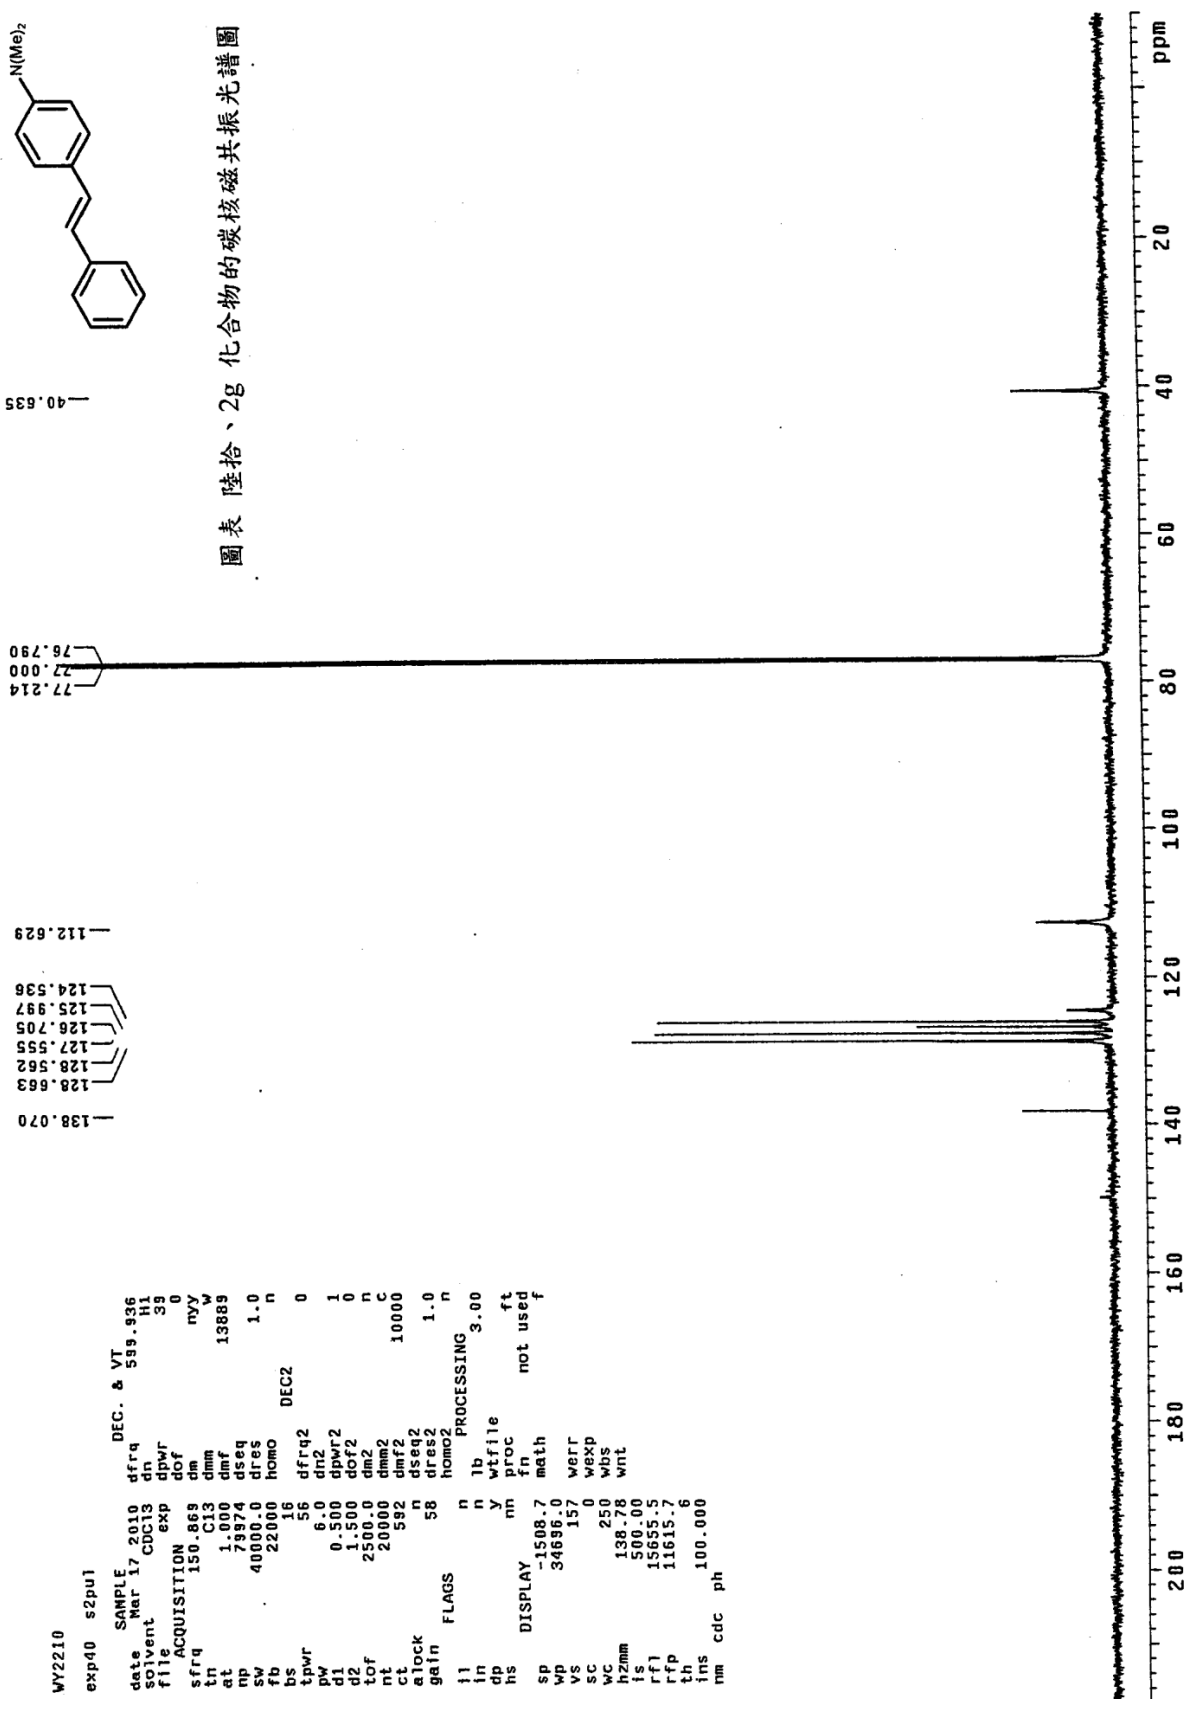 WY2210
exp40 s2pul
SAMPLE
date Mar 17 2010
solvent CDCl3
file exp
ACQUISITION
sfrq 150.869
tn C13
at 1.000
np 79974
sw 40000.0
fb 22000
bs 16
tpwr 56
pw 6.0
d1 0.500
d2 1.500
tof 2500.0
nt 20000
ct 592
alock n
gain 58
FLAGS
il n
in n
dp y
hs nn
DISPLAY
sp -1508.7
wp 34696.0
vs 157
sc 0
wc 250
hzmm 138.78
is 500.00
rfl 15655.5
rfp 11615.7
th 6
ins 100.000
nm cdc ph
DEC. & VT
dfrq 599.936
dn H1
dpwr 39
dof 0
dm nyy
dmm w
dmf 13889
dseq
dres 1.0
homo n
DEC2
dfrq2 0
dn2
dpwr2 1
dof2 0
dm2 n
dmm2 c
dmf2 10000
dseq2
dres2 1.0
homo2 n
PROCESSING
lb 3.00
wtfile
proc ft
fn not used
math f
werr
wexp
wbs
wnt
138.070
128.663
128.562
127.555
126.705
125.997
124.536
112.629
77.214
77.000
76.790
40.635
N(Me)2
圖表 陸拾、2g 化合物的碳核磁共振光譜圖
200 180 160 140 120 100 80 60 40 20 ppm